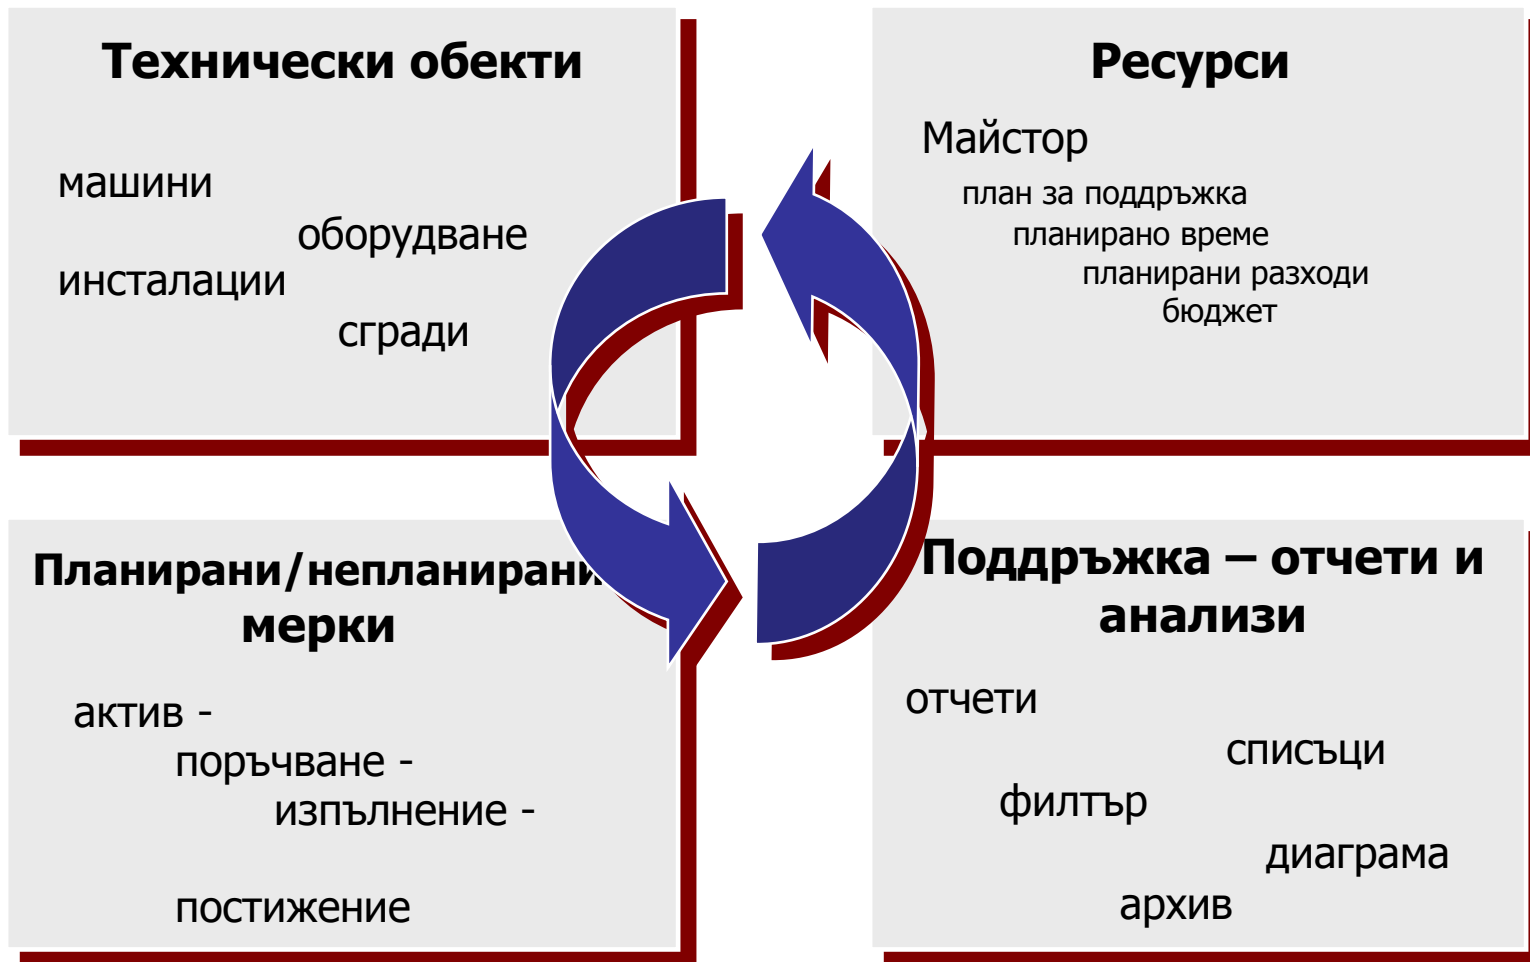 Технически обекти
машини
оборудване
инсталации
сгради
Ресурси
Майстор
план за поддръжка
планирано време
планирани разходи
бюджет
Планирани/непланирани
мерки
актив -
поръчване -
изпълнение -
постижение
Поддръжка – отчети и
анализи
отчети
списъци
филтър
диаграма
архив